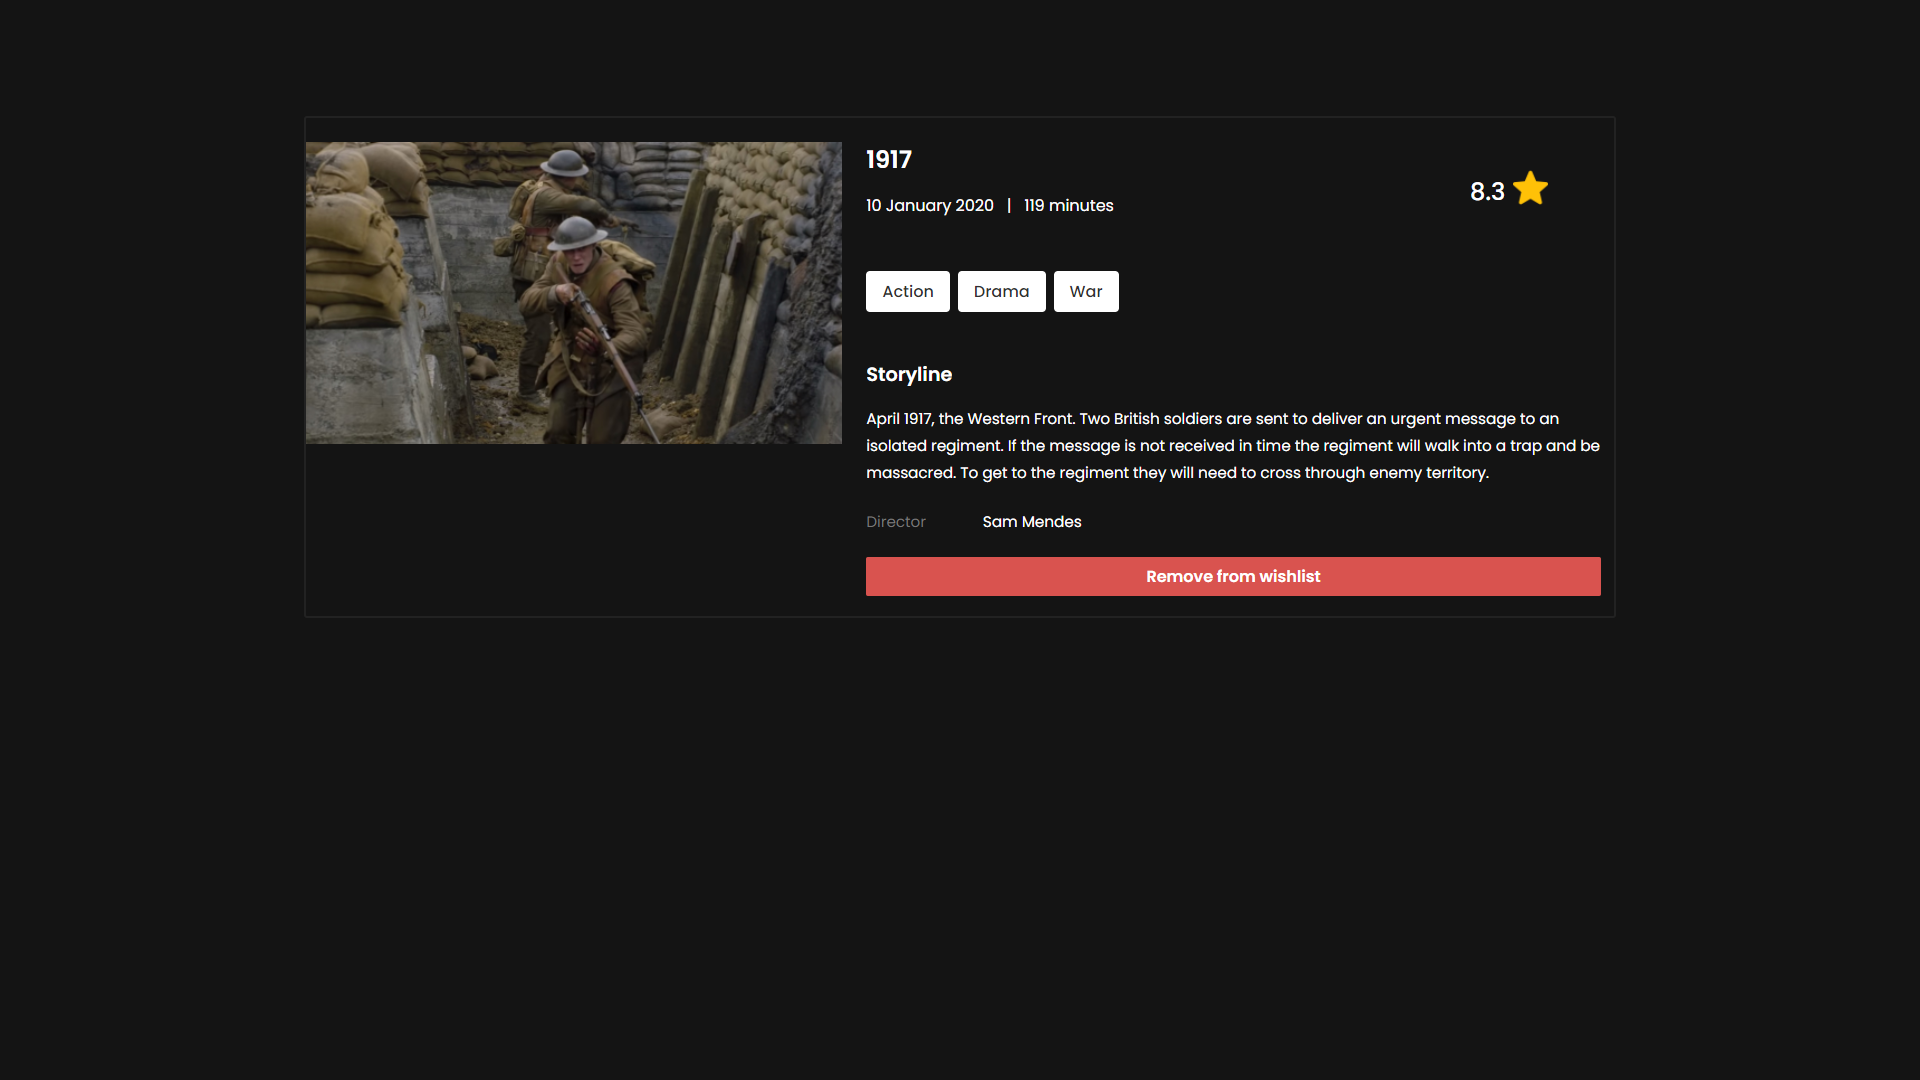 1917
8.3
10 January 2020 | 119 minutes
Action Drama War
Storyline
April 1917, the Western Front. Two British soldiers are sent to deliver an urgent message to an
isolated regiment. If the message is not received in time the regiment will walk into a trap and be
massacred. To get to the regiment they will need to cross through enemy territory.
Director Sam Mendes
Remove from wishlist